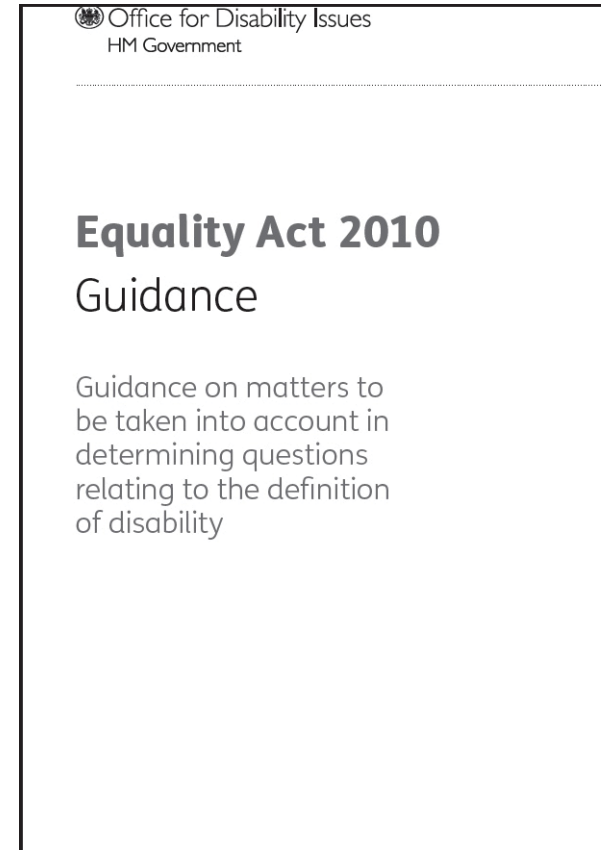 Office for Disability Issues
HM Government
Equality Act 2010
Guidance
Guidance on matters to
be taken into account in
determining questions
relating to the definition
of disability